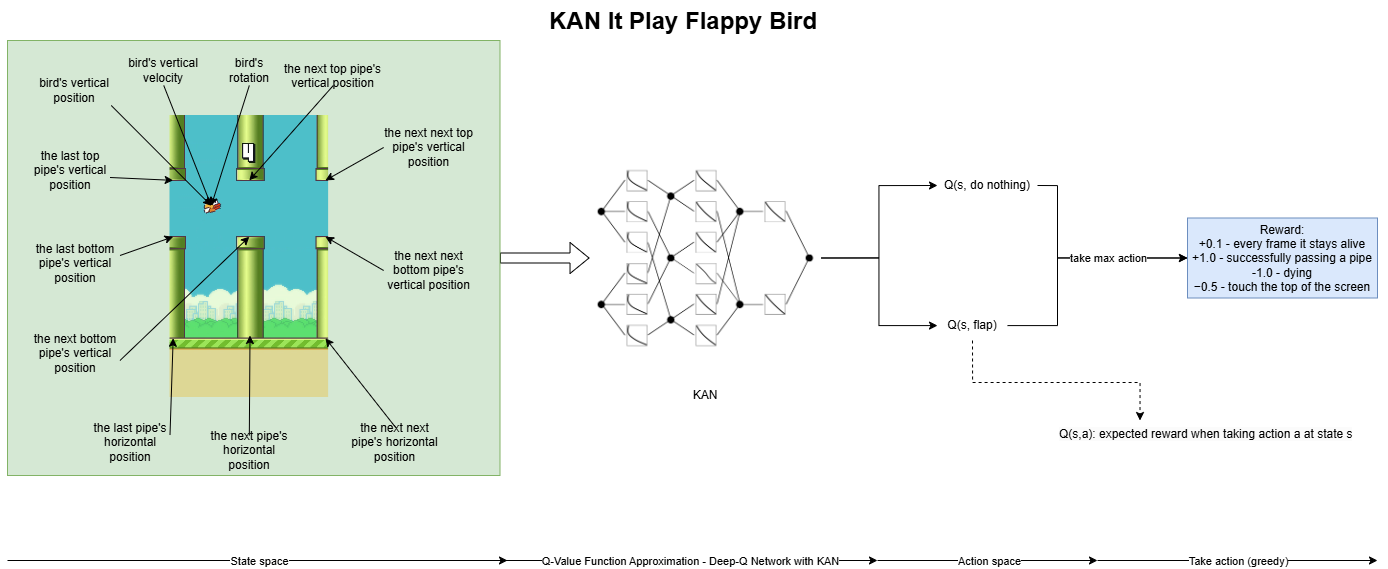 KAN It Play Flappy Bird
bird's vertical
position
bird's vertical
velocity
bird's
rotation
the next top pipe's
vertical position
the next next top
pipe's vertical
position
the last top
pipe's vertical
position
the last bottom
pipe's vertical
position
the next next
bottom pipe's
vertical position
the next bottom
pipe's vertical
position
the last pipe's
horizontal
position
the next pipe's
horizontal
position
the next next
pipe's horizontal
position
KAN
Q(s, do nothing)
Q(s, flap)
take max action
Reward:
+0.1 - every frame it stays alive
+1.0 - successfully passing a pipe
-1.0 - dying
−0.5 - touch the top of the screen
Q(s,a): expected reward when taking action a at state s
State space
Q-Value Function Approximation - Deep-Q Network with KAN
Action space
Take action (greedy)